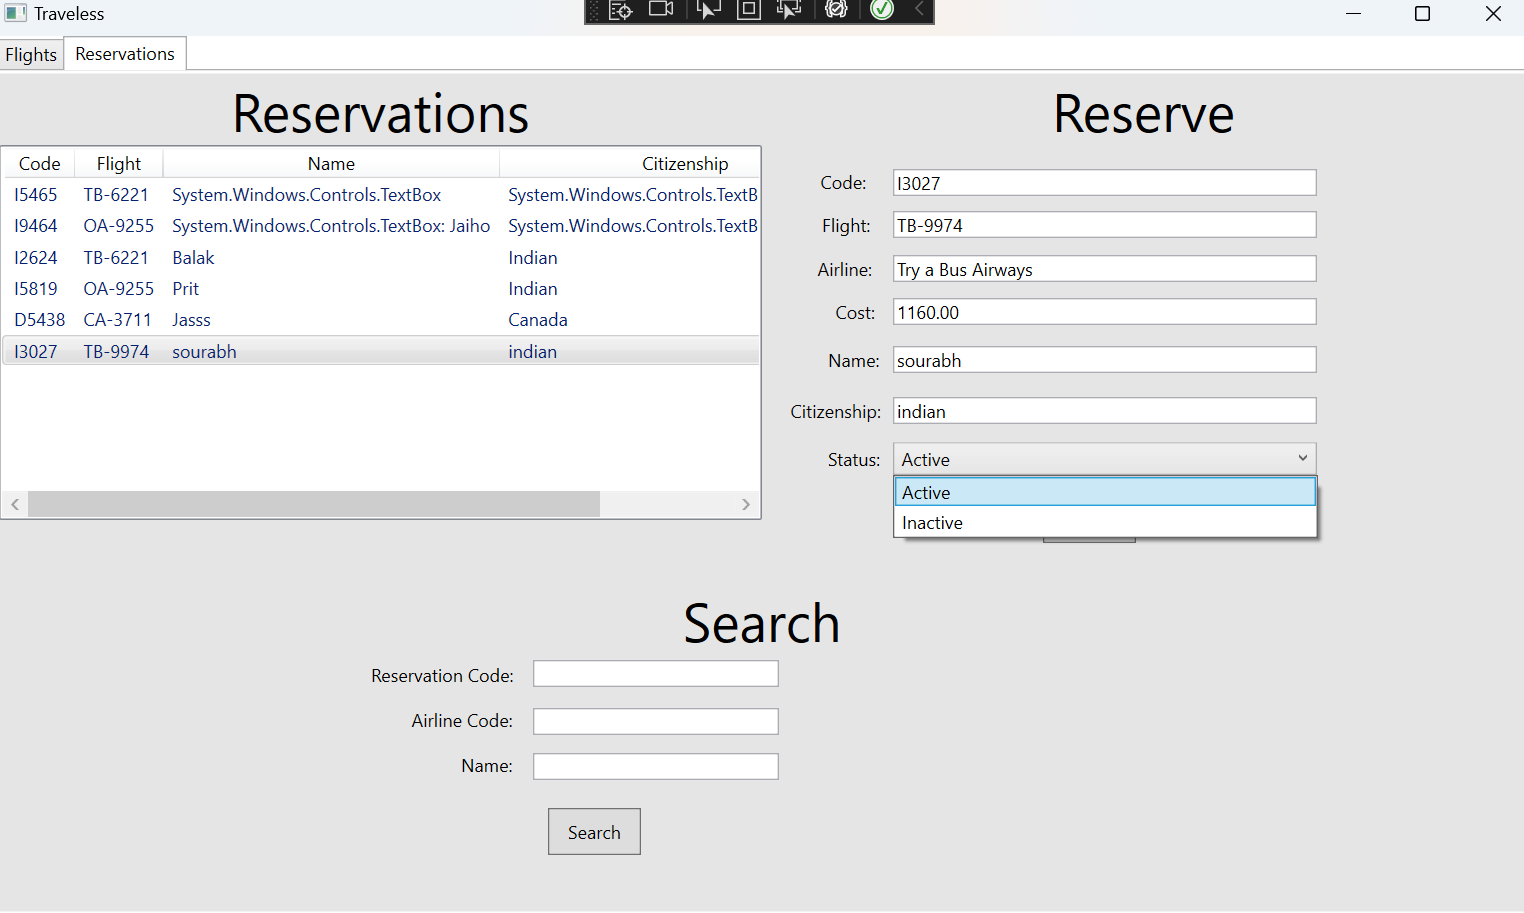 Traveless
Flights Reservations
Reservations
Code Flight Name Citizenship
I5465 TB-6221 System.Windows.Controls.TextBox System.Windows.Controls.TextB
I9464 OA-9255 System.Windows.Controls.TextBox: Jaiho System.Windows.Controls.TextB
I2624 TB-6221 Balak Indian
I5819 OA-9255 Prit Indian
D5438 CA-3711 Jasss Canada
I3027 TB-9974 sourabh indian
Reserve
Code: I3027
Flight: TB-9974
Airline: Try a Bus Airways
Cost: 1160.00
Name: sourabh
Citizenship: indian
Status: Active
Active
Inactive
Search
Reservation Code:
Airline Code:
Name:
Search